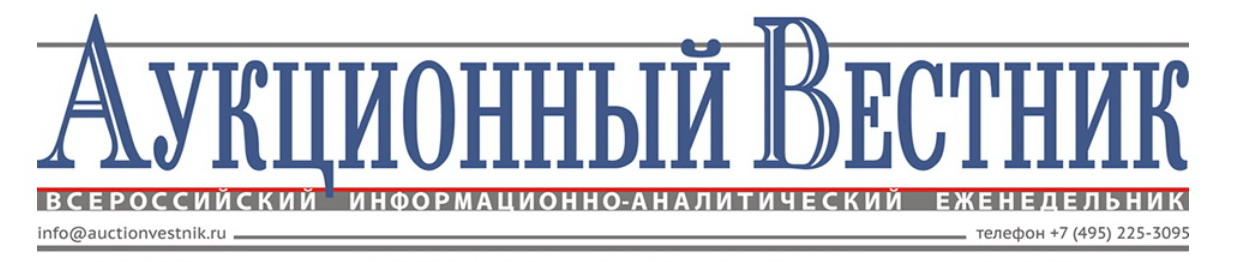 АУКЦИОННЫЙ ВЕСТНИК
ВСЕРОССИЙСКИЙ ИНФОРМАЦИОННО-АНАЛИТИЧЕСКИЙ ЕЖЕНЕДЕЛЬНИК
info@auctionvestnik.ru телефон +7 (495) 225-3095